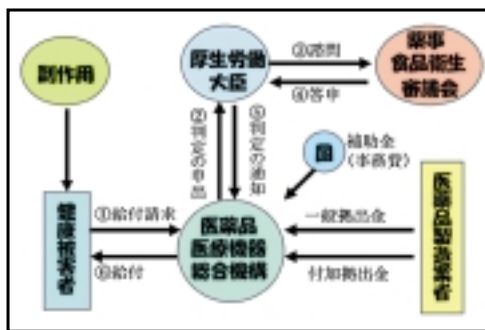 副作用
厚生労働
大臣
③諮問
④答申
薬事
食品衛生
審議会
②判定の申出
⑤判定の通知
国
補助金
(事務費)
健康被害者
①給付請求
⑥給付
医薬品
医療機器
総合機構
一般拠出金
付加拠出金
医薬品製造業者